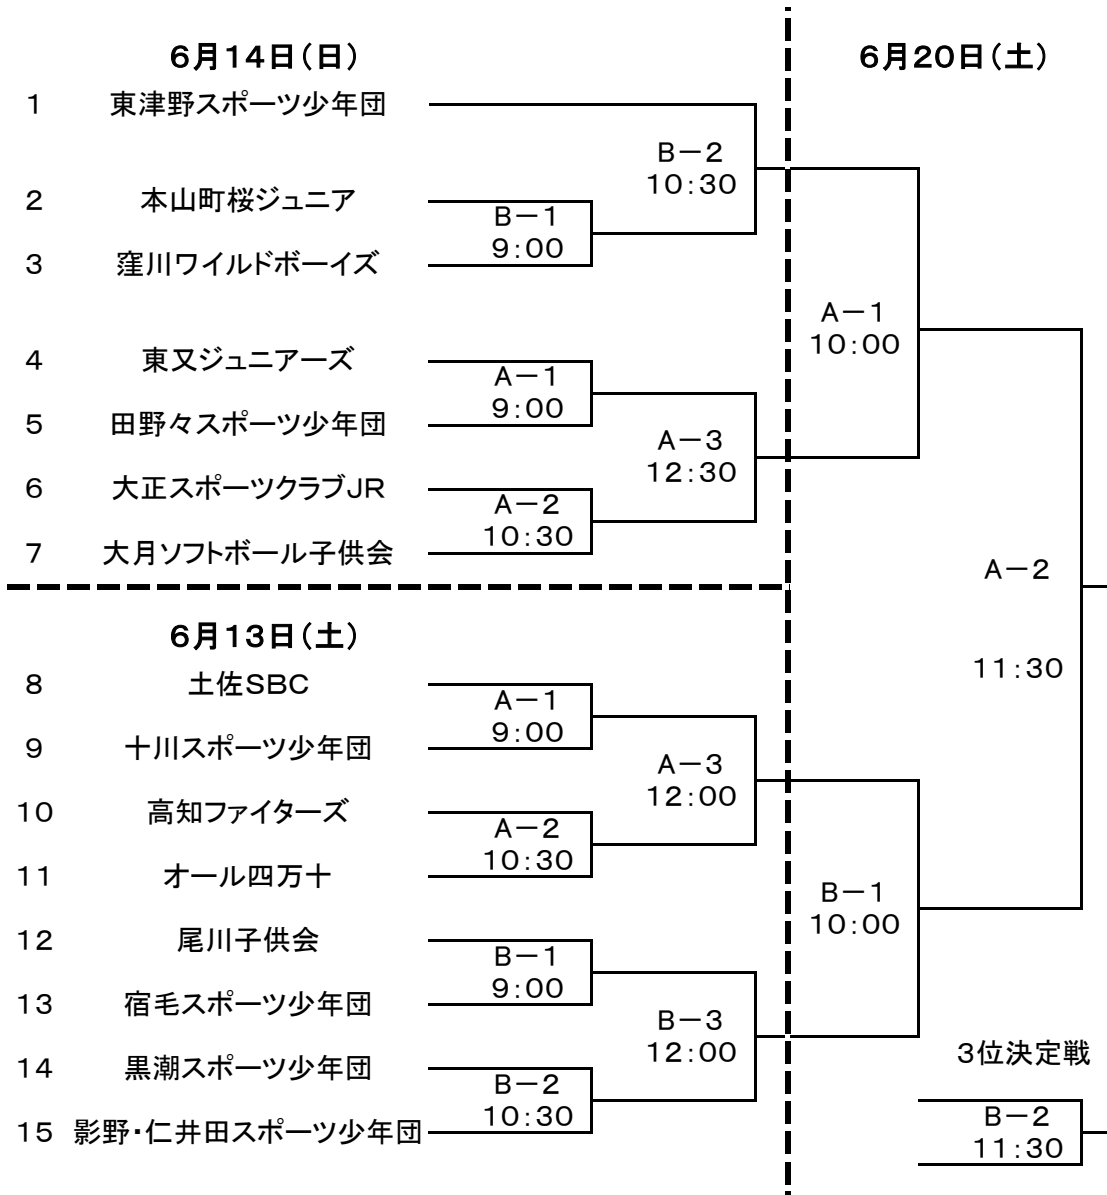 6月14日(日)
6月20日(土)
1 東津野スポーツ少年団
B-2
10:30
2 本山町桜ジュニア
B-1
9:00
3 窪川ワイルドボーイズ
A-1
10:00
4 東又ジュニアーズ
A-1
9:00
5 田野々スポーツ少年団
A-3
12:30
6 大正スポーツクラブJR
A-2
10:30
7 大月ソフトボール子供会
A-2
11:30
6月13日(土)
8 土佐SBC
A-1
9:00
9 十川スポーツ少年団
A-3
12:00
10 高知ファイターズ
A-2
10:30
11 オール四万十
B-1
10:00
12 尾川子供会
B-1
9:00
13 宿毛スポーツ少年団
B-3
12:00
14 黒潮スポーツ少年団
B-2
10:30
15 影野・仁井田スポーツ少年団
3位決定戦
B-2
11:30